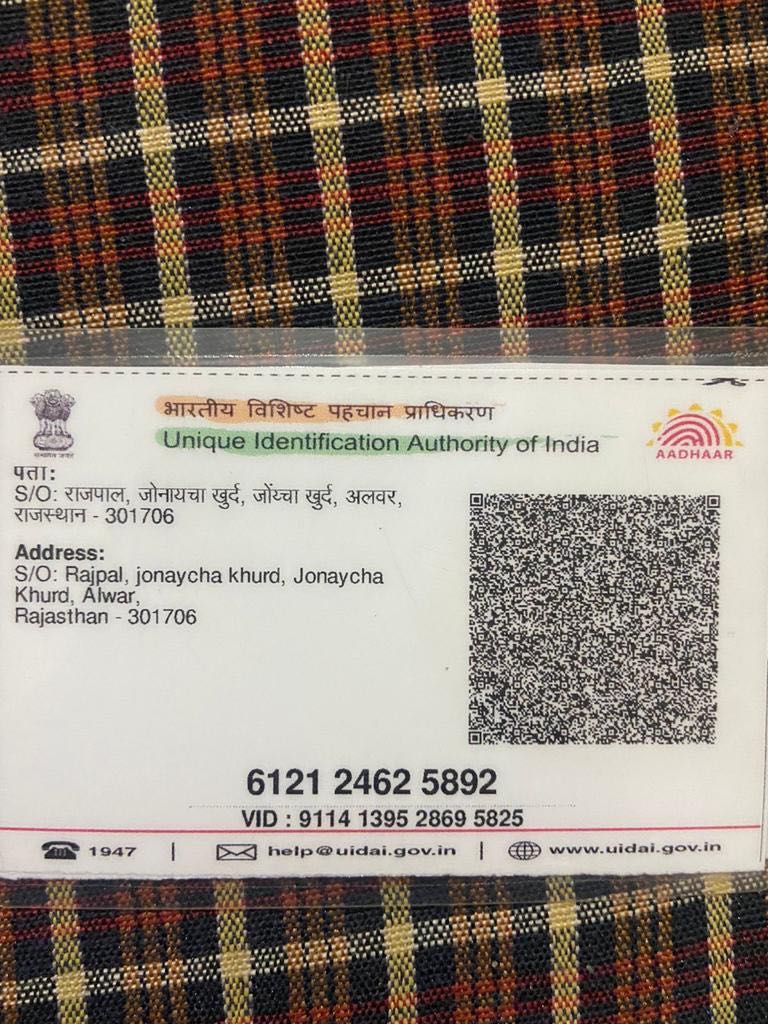 भारतीय विशिष्ट पहचान प्राधिकरण
Unique Identification Authority of India
AADHAAR
पता:
S/O: राजपाल, जोनायचा खुर्द, जोंय्चा खुर्द, अलवर,
राजस्थान - 301706
Address:
S/O: Rajpal, jonaycha khurd, Jonaycha
Khurd, Alwar,
Rajasthan - 301706
6121 2462 5892
VID : 9114 1395 2869 5825
1947 | help@uidai.gov.in | www.uidai.gov.in